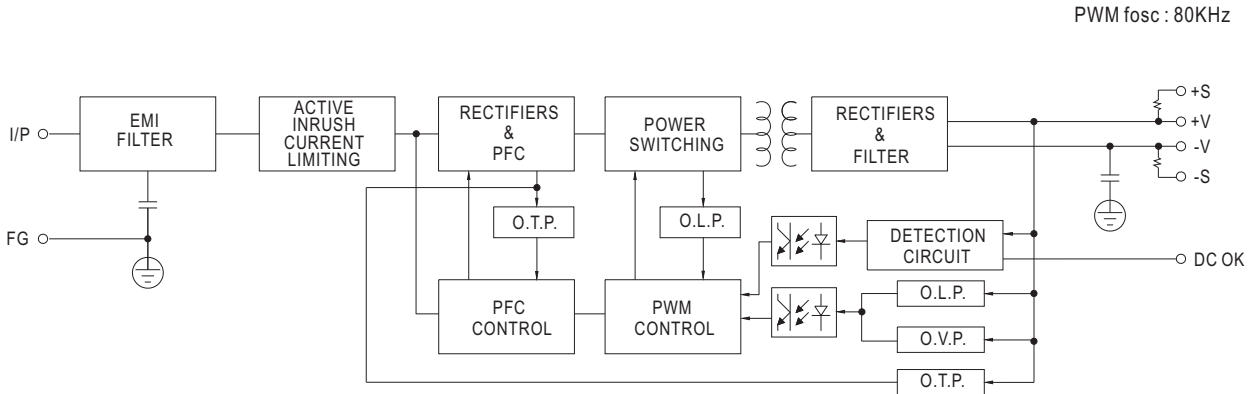 PWM fosc : 80KHz
I/P
EMI
FILTER
ACTIVE
INRUSH
CURRENT
LIMITING
RECTIFIERS
&
PFC
POWER
SWITCHING
RECTIFIERS
&
FILTER
+S
+V
-V
-S
FG
O.T.P.
O.L.P.
DETECTION
CIRCUIT
DC OK
PFC
CONTROL
PWM
CONTROL
O.L.P.
O.V.P.
O.T.P.